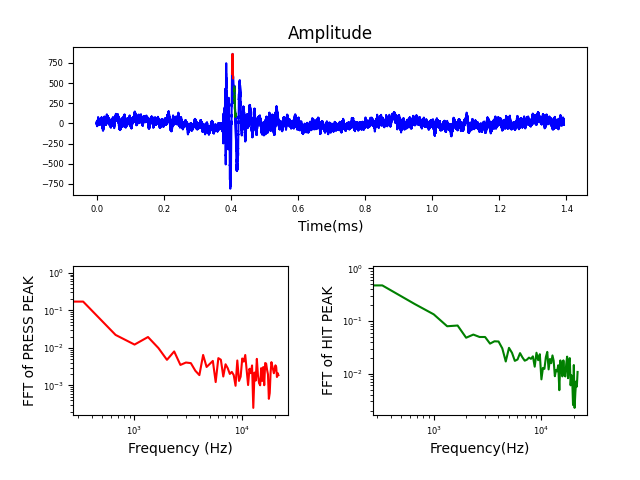 Amplitude
750
500
250
0
−250
−500
−750
0.0 0.2 0.4 0.6 0.8 1.0 1.2 1.4
Time(ms)
FFT of PRESS PEAK
10⁰
10⁻¹
10⁻²
10⁻³
10³ 10⁴
Frequency (Hz)
FFT of HIT PEAK
10⁰
10⁻¹
10⁻²
10³ 10⁴
Frequency(Hz)